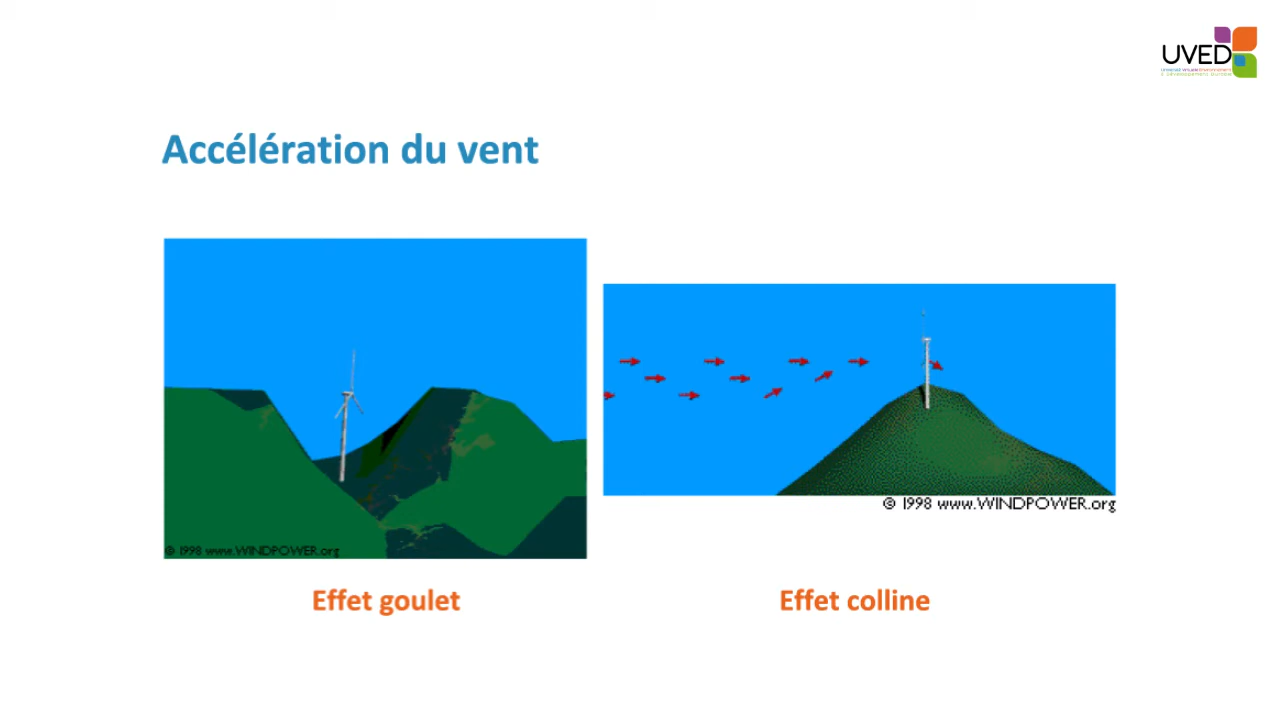 UVED
Accélération du vent
© 1998 www.WINDPOWER.org
© 1998 www.WINDPOWER.org
Effet goulet
Effet colline